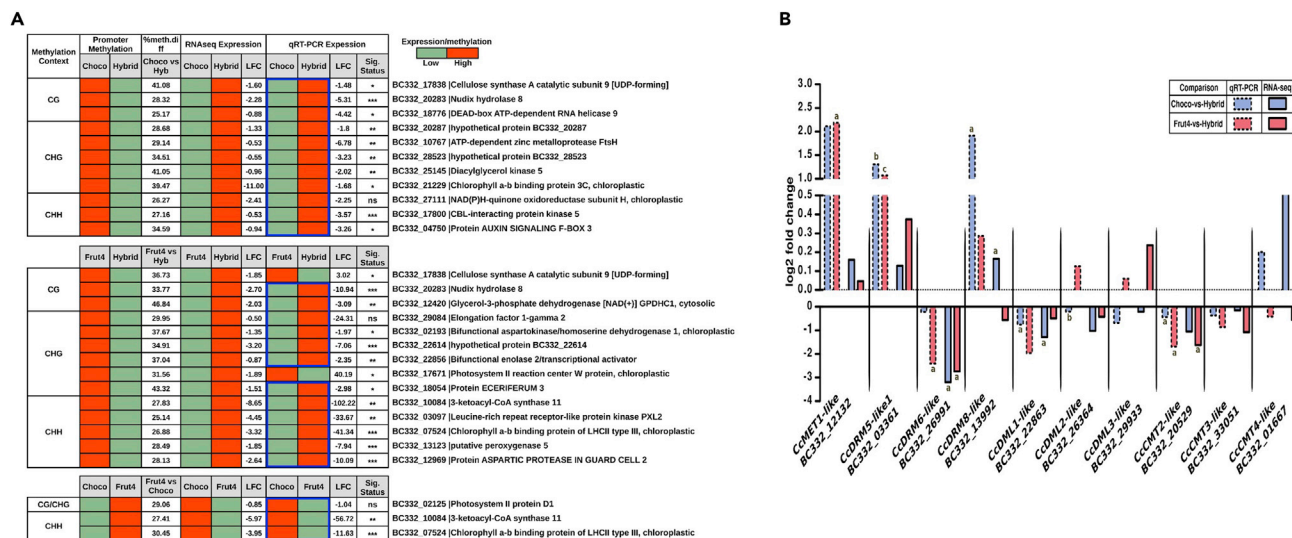 A
Methylation Context | Promoter Methylation | %meth.di ff | RNAseq Expression | qRT-PCR Expession
Choco | Hybrid | Choco vs Hyb | Choco | Hybrid | LFC | Choco | Hybrid | LFC | Sig. Status
Expression/methylation
Low High
CG
41.08 -1.60 -1.48 * BC332_17838 |Cellulose synthase A catalytic subunit 9 [UDP-forming]
28.32 -2.28 -5.31 *** BC332_20283 |Nudix hydrolase 8
25.17 -0.88 -4.42 * BC332_18776 |DEAD-box ATP-dependent RNA helicase 9
CHG
28.68 -1.33 -1.8 ** BC332_20287 |hypothetical protein BC332_20287
29.14 -0.53 -6.78 ** BC332_10767 |ATP-dependent zinc metalloprotease FtsH
34.51 -0.55 -3.23 ** BC332_28523 |hypothetical protein BC332_28523
41.05 -0.96 -2.02 ** BC332_25145 |Diacylglycerol kinase 5
39.47 -11.00 -1.68 * BC332_21229 |Chlorophyll a-b binding protein 3C, chloroplastic
CHH
26.27 -2.41 -2.25 ns BC332_27111 |NAD(P)H-quinone oxidoreductase subunit H, chloroplastic
27.16 -0.53 -3.57 *** BC332_17800 |CBL-interacting protein kinase 5
34.59 -0.94 -3.26 * BC332_04750 |Protein AUXIN SIGNALING F-BOX 3
Frut4 | Hybrid | Frut4 vs Hyb | Frut4 | Hybrid | LFC | Frut4 | Hybrid | LFC | Sig. Status
CG
36.73 -1.85 3.02 * BC332_17838 |Cellulose synthase A catalytic subunit 9 [UDP-forming]
33.77 -2.70 -10.94 *** BC332_20283 |Nudix hydrolase 8
46.84 -2.03 -3.09 ** BC332_12420 |Glycerol-3-phosphate dehydrogenase [NAD(+)] GPDHC1, cytosolic
CHG
29.95 -0.50 -24.31 ns BC332_29084 |Elongation factor 1-gamma 2
37.67 -1.35 -1.97 * BC332_02193 |Bifunctional aspartokinase/homoserine dehydrogenase 1, chloroplastic
34.91 -3.20 -7.06 *** BC332_22614 |hypothetical protein BC332_22614
37.04 -0.87 -2.35 ** BC332_22856 |Bifunctional enolase 2/transcriptional activator
31.56 -1.89 40.19 * BC332_17671 |Photosystem II reaction center W protein, chloroplastic
43.32 -1.51 -2.98 * BC332_18054 |Protein ECERIFERUM 3
CHH
27.83 -8.65 -102.22 ** BC332_10084 |3-ketoacyl-CoA synthase 11
25.14 -4.45 -33.67 ** BC332 03097 |Leucine-rich repeat receptor-like protein kinase PXL2
26.88 -3.32 -41.34 *** BC332_07524 |Chlorophyll a-b binding protein of LHCII type III, chloroplastic
28.49 -1.85 -7.94 *** BC332_13123 |putative peroxygenase 5
28.13 -2.64 -10.09 *** BC332_12969 |Protein ASPARTIC PROTEASE IN GUARD CELL 2
Choco | Frut4 | Frut4 vs Choco | Choco | Frut4 | LFC | Choco | Frut4 | LFC | Sig. Status
CG/CHG
29.06 -0.85 -1.04 ns BC332_02125 |Photosystem II protein D1
CHH
27.41 -5.97 -56.72 ** BC332_10084 |3-ketoacyl-CoA synthase 11
30.45 -3.95 -11.63 *** BC332_07524 |Chlorophyll a-b binding protein of LHCII type III, chloroplastic
B
Comparison qRT-PCR RNA-seq
Choco-vs-Hybrid
Frut4-vs-Hybrid
log2 fold change
3.0
2.5
2.0
1.5
1.0
0.5
0.6
0.5
0.4
0.3
0.2
0.1
0.0
0
-1
-2
-3
-4
a
b
c
a
a
a
a
a
a
a
b
a
a
a
CcMET1-like
BC332_12132
CcDRM5-like1
BC332_03361
CcDRM6-like
BC332_26991
CcDRM8-like
BC332_13992
CcDML1-like
BC332_22863
CcDML2-like
BC332_26364
CcDML3-like
BC332_29933
CcCMT2-like
BC332_20529
CcCMT3-like
BC332_33051
CcCMT4-like
BC332_01667